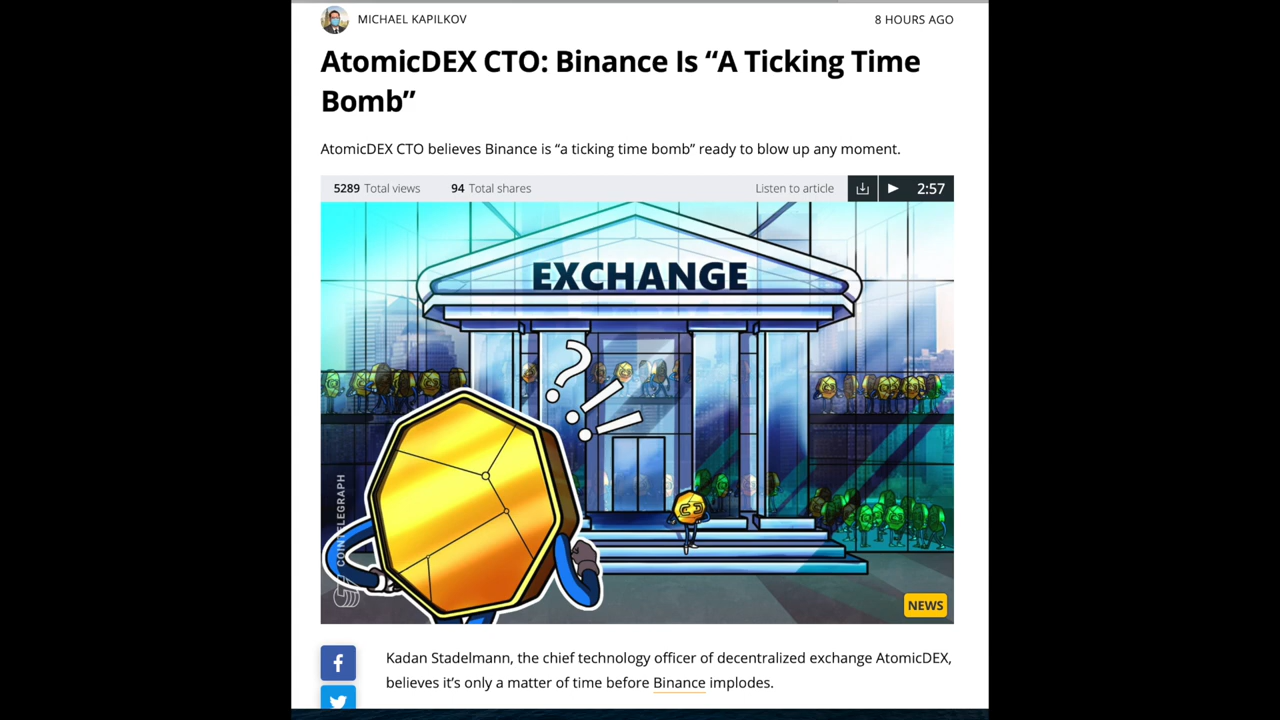 MICHAEL KAPILKOV
8 HOURS AGO
AtomicDEX CTO: Binance Is “A Ticking Time
Bomb”
AtomicDEX CTO believes Binance is “a ticking time bomb” ready to blow up any moment.
5289 Total views 94 Total shares Listen to article 2:57
EXCHANGE
COINTELEGRAPH
NEWS
Kadan Stadelmann, the chief technology officer of decentralized exchange AtomicDEX,
believes it’s only a matter of time before Binance implodes.